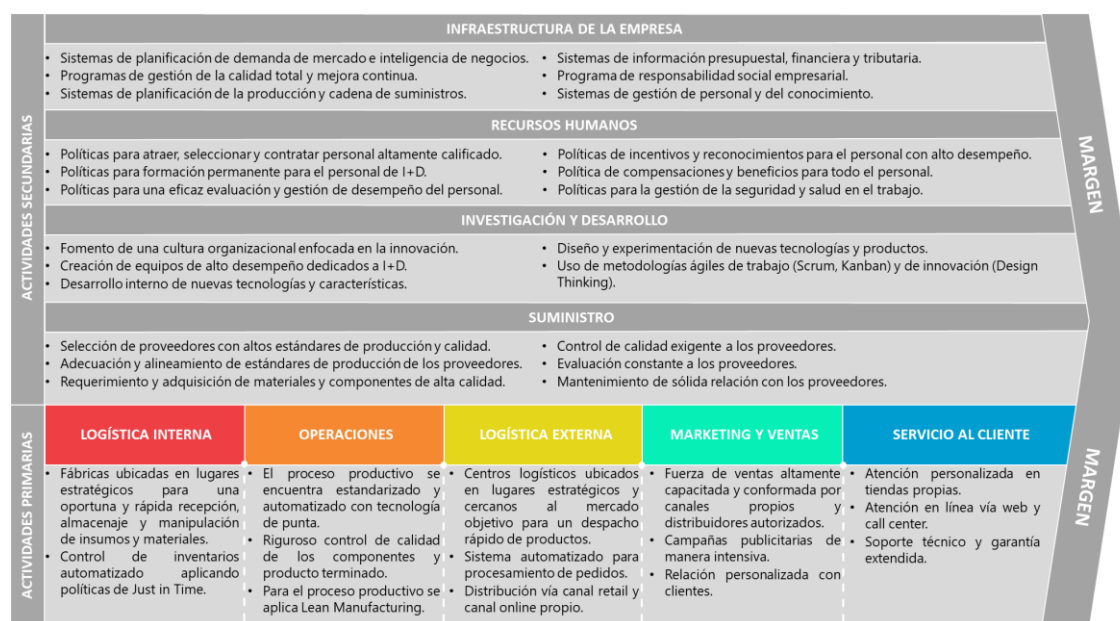 INFRAESTRUCTURA DE LA EMPRESA
• Sistemas de planificación de demanda de mercado e inteligencia de negocios.
• Programas de gestión de la calidad total y mejora continua.
• Sistemas de planificación de la producción y cadena de suministros.
• Sistemas de información presupuestal, financiera y tributaria.
• Programa de responsabilidad social empresarial.
• Sistemas de gestión de personal y del conocimiento.
RECURSOS HUMANOS
• Políticas para atraer, seleccionar y contratar personal altamente calificado.
• Políticas para formación permanente para el personal de I+D.
• Políticas para una eficaz evaluación y gestión de desempeño del personal.
• Políticas de incentivos y reconocimientos para el personal con alto desempeño.
• Política de compensaciones y beneficios para todo el personal.
• Políticas para la gestión de la seguridad y salud en el trabajo.
INVESTIGACIÓN Y DESARROLLO
• Fomento de una cultura organizacional enfocada en la innovación.
• Creación de equipos de alto desempeño dedicados a I+D.
• Desarrollo interno de nuevas tecnologías y características.
• Diseño y experimentación de nuevas tecnologías y productos.
• Uso de metodologías ágiles de trabajo (Scrum, Kanban) y de innovación (Design
Thinking).
SUMINISTRO
• Selección de proveedores con altos estándares de producción y calidad.
• Adecuación y alineamiento de estándares de producción de los proveedores.
• Requerimiento y adquisición de materiales y componentes de alta calidad.
• Control de calidad exigente a los proveedores.
• Evaluación constante a los proveedores.
• Mantenimiento de sólida relación con los proveedores.
ACTIVIDADES SECUNDARIAS
MARGEN
LOGÍSTICA INTERNA
• Fábricas ubicadas en lugares
estratégicos para una
oportuna y rápida recepción,
almacenaje y manipulación
de insumos y materiales.
• Control de inventarios
automatizado aplicando
políticas de Just in Time.
OPERACIONES
• El proceso productivo se
encuentra estandarizado y
automatizado con tecnología
de punta.
• Riguroso control de calidad
de los componentes y
producto terminado.
• Para el proceso productivo se
aplica Lean Manufacturing.
LOGÍSTICA EXTERNA
• Centros logísticos ubicados
en lugares estratégicos y
cercanos al mercado
objetivo para un despacho
rápido de productos.
• Sistema automatizado para
procesamiento de pedidos.
• Distribución vía canal retail y
canal online propio.
MARKETING Y VENTAS
• Fuerza de ventas altamente
capacitada y conformada por
canales propios y
distribuidores autorizados.
• Campañas publicitarias de
manera intensiva.
• Relación personalizada con
clientes.
SERVICIO AL CLIENTE
• Atención personalizada en
tiendas propias.
• Atención en línea vía web y
call center.
• Soporte técnico y garantía
extendida.
ACTIVIDADES PRIMARIAS
MARGEN